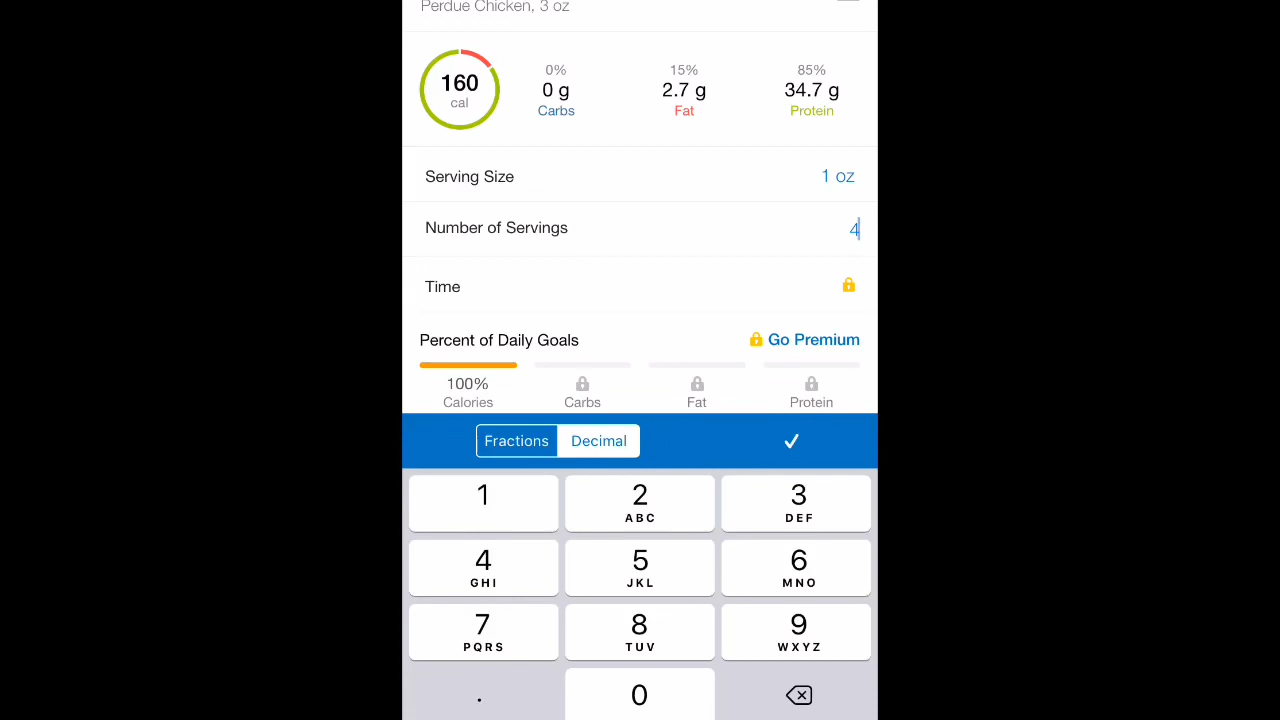 Perdue Chicken, 3 oz
160
cal
0%
0 g
Carbs
15%
2.7 g
Fat
85%
34.7 g
Protein
Serving Size
1 oz
Number of Servings
4
Time
Percent of Daily Goals
Go Premium
100%
Calories
Carbs
Fat
Protein
Fractions
Decimal
1
2
ABC
3
DEF
4
GHI
5
JKL
6
MNO
7
PQRS
8
TUV
9
WXYZ
.
0